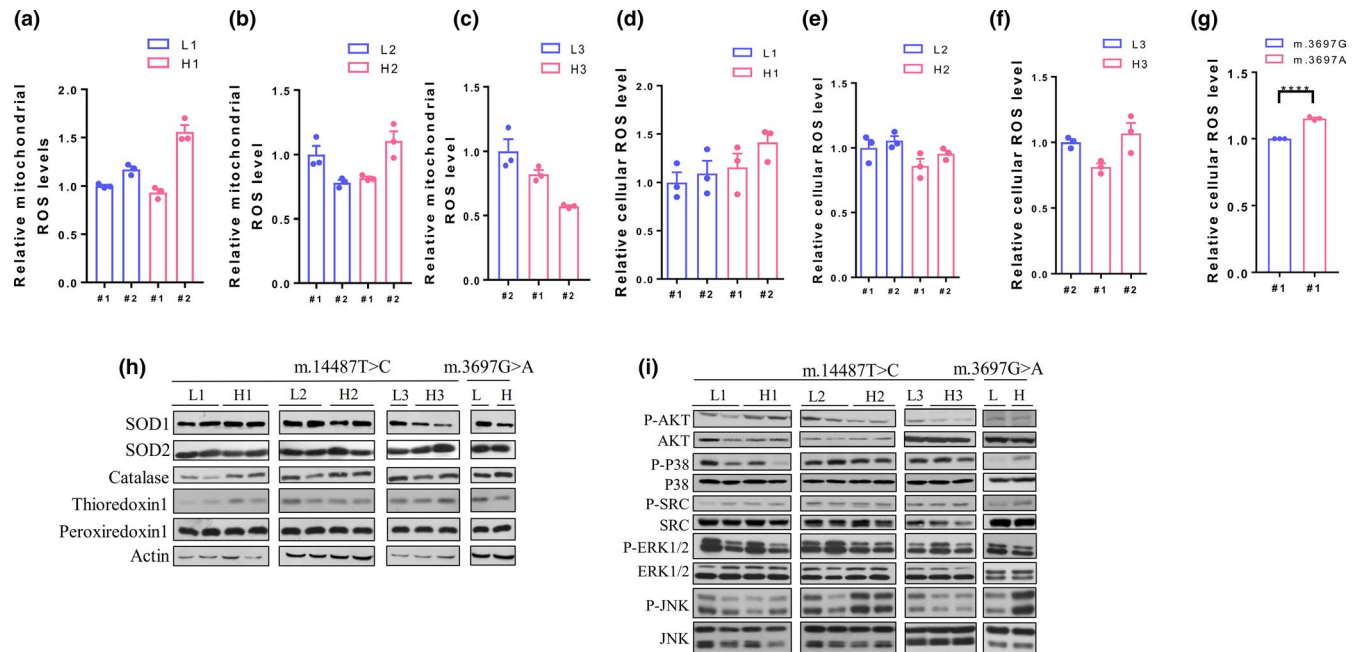 (a)
L1
H1
Relative mitochondrial
ROS levels
2.0
1.5
1.0
0.5
0.0
#1 #2 #1 #2
(b)
L2
H2
Relative mitochondrial
ROS level
1.5
1.0
0.5
0.0
#1 #2 #1 #2
(c)
L3
H3
Relative mitochondrial
ROS level
1.5
1.0
0.5
0.0
#2 #1 #2
(d)
L1
H1
Relative cellular ROS level
2.0
1.5
1.0
0.5
0.0
#1 #2 #1 #2
(e)
L2
H2
Relative cellular ROS level
1.5
1.0
0.5
0.0
#1 #2 #1 #2
(f)
L3
H3
Relative cellular ROS level
1.5
1.0
0.5
0.0
#2 #1 #2
(g)
m.3697G
m.3697A
Relative cellular ROS level
1.5
1.0
0.5
0.0
****
#1 #1
(h)
m.14487T>C m.3697G>A
L1 H1 L2 H2 L3 H3 L H
SOD1
SOD2
Catalase
Thioredoxin1
Peroxiredoxin1
Actin
(i)
m.14487T>C m.3697G>A
L1 H1 L2 H2 L3 H3 L H
P-AKT
AKT
P-P38
P38
P-SRC
SRC
P-ERK1/2
ERK1/2
P-JNK
JNK